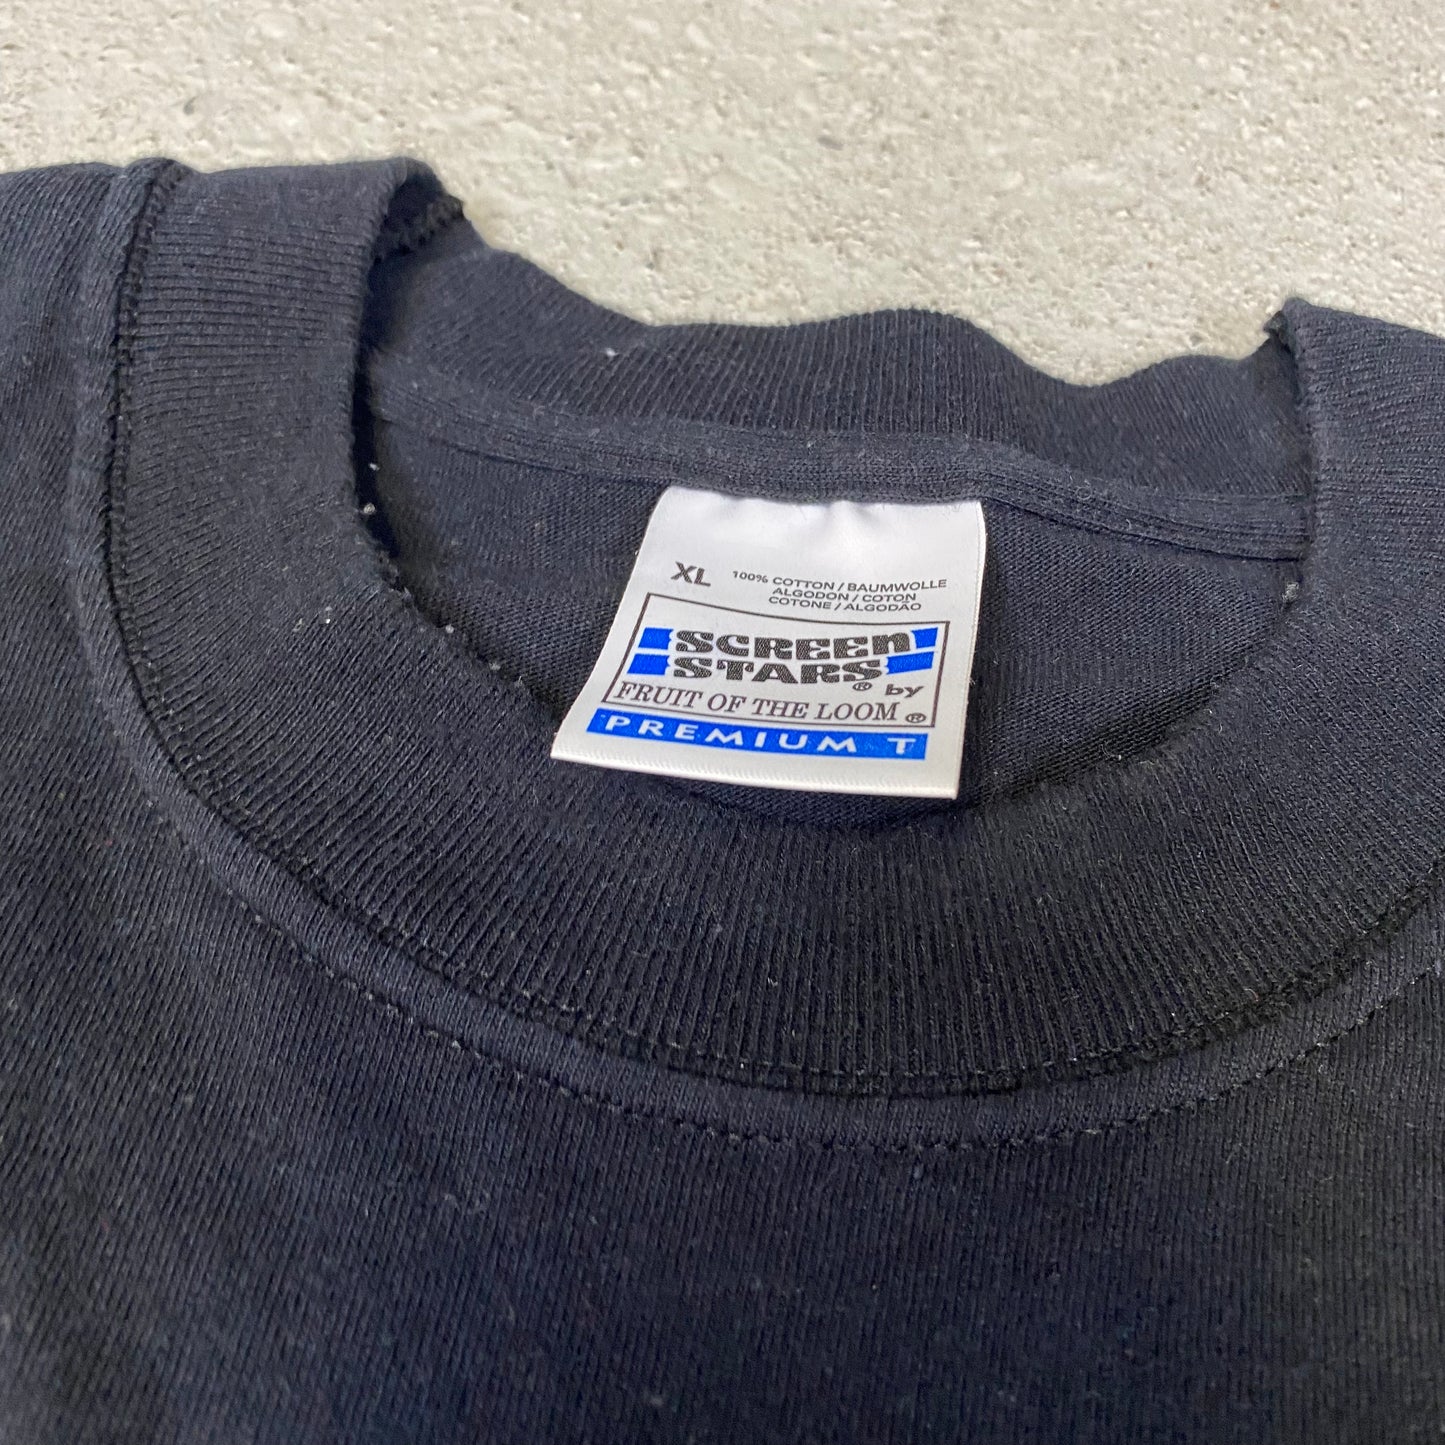 XL
100% COTTON / BAUMWOLLE
ALGODON / COTON
COTONE / ALGODÃO
SCREEN
STARS® by
FRUIT OF THE LOOM ®
PREMIUM T